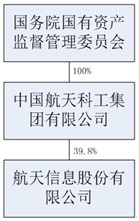 国务院国有资产
监督管理委员会
100%
中国航天科工集
团有限公司
39.8%
航天信息股份有
限公司